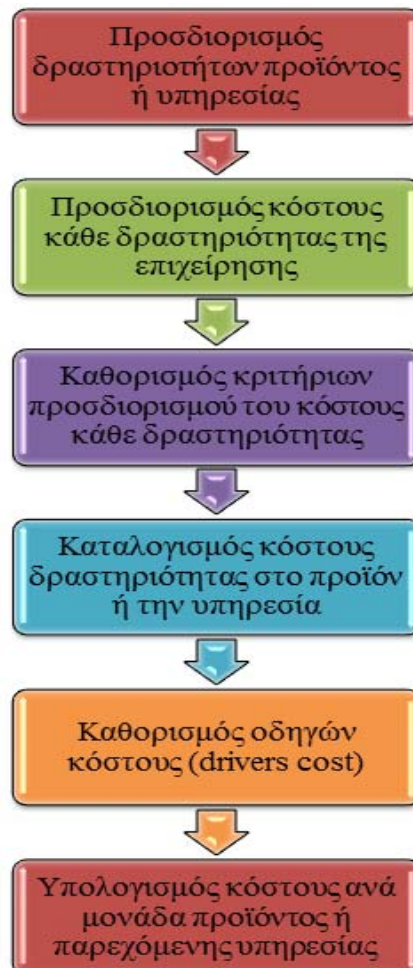 Προσδιορισμός
δραστηριοτήτων προϊόντος
ή υπηρεσίας
Προσδιορισμός κόστους
κάθε δραστηριότητας της
επιχείρησης
Καθορισμός κριτήριων
προσδιορισμού του κόστους
κάθε δραστηριότητας
Καταλογισμός κόστους
δραστηριότητας στο προϊόν
ή την υπηρεσία
Καθορισμός οδηγών
κόστους (drivers cost)
Υπολογισμός κόστους ανά
μονάδα προϊόντος ή
παρεχόμενης υπηρεσίας